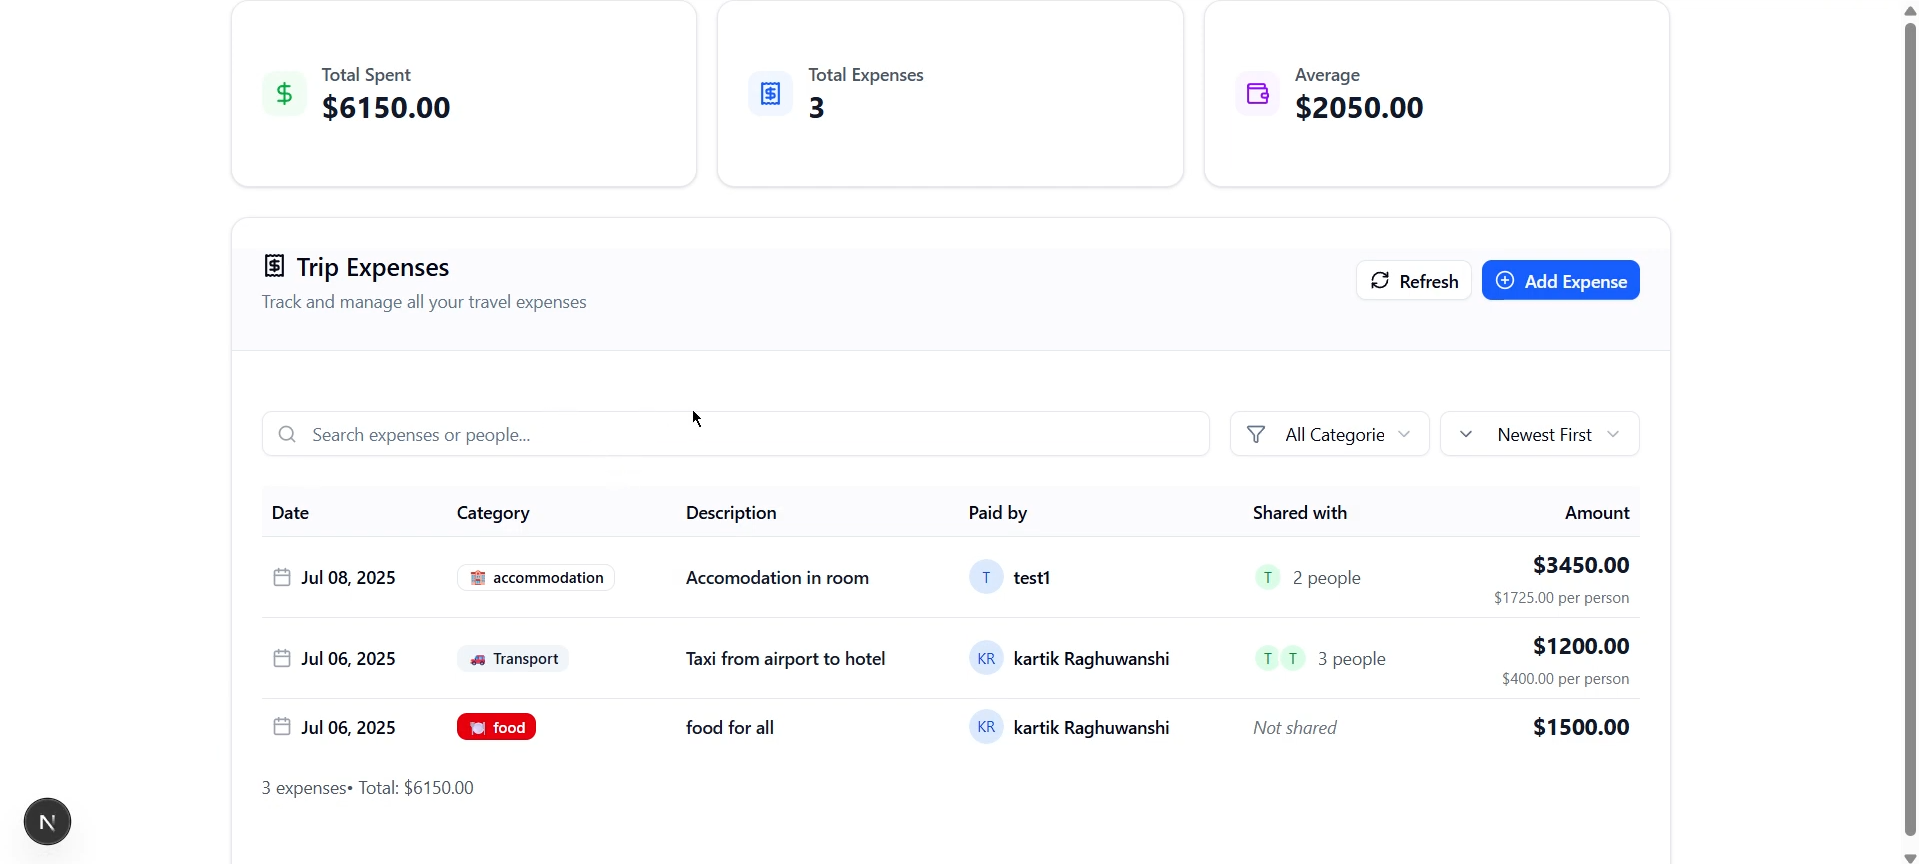 Total Spent
$6150.00
Total Expenses
3
Average
$2050.00
Trip Expenses
Track and manage all your travel expenses
Refresh
Add Expense
Search expenses or people...
All Categorie
Newest First
Date Category Description Paid by Shared with Amount
Jul 08, 2025 accommodation Accomodation in room T test1 T 2 people $3450.00
$1725.00 per person
Jul 06, 2025 Transport Taxi from airport to hotel KR kartik Raghuwanshi T T 3 people $1200.00
$400.00 per person
Jul 06, 2025 food food for all KR kartik Raghuwanshi Not shared $1500.00
3 expenses• Total: $6150.00
N